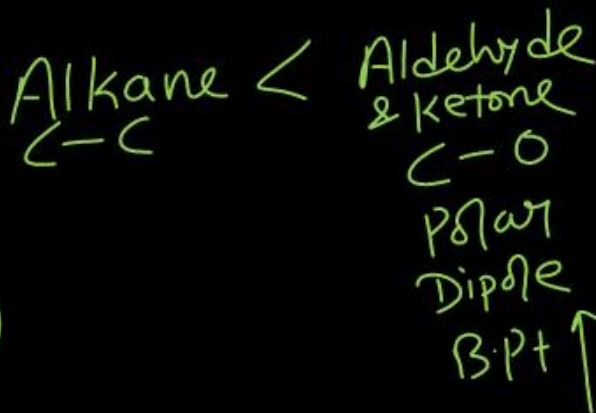 Alkane < Aldehyde
& Ketone
C-C
C-O
Polar
Dipole
B.Pt ↑